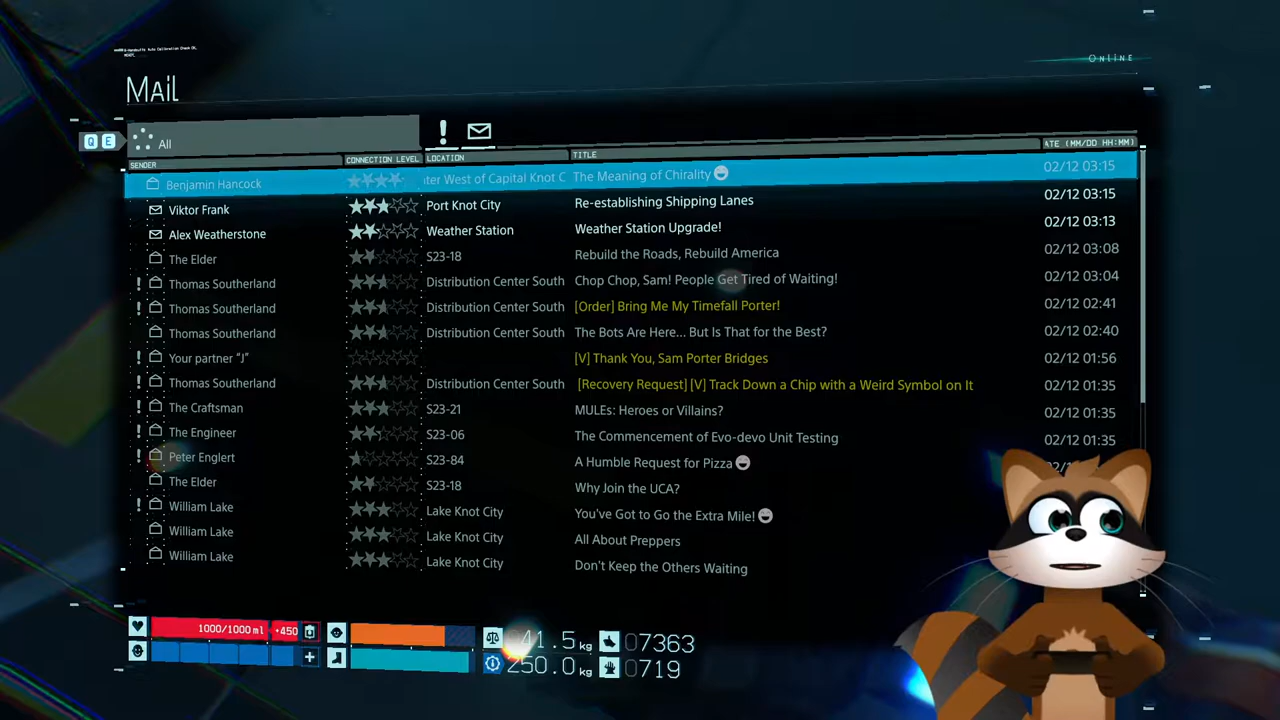 OnLinE
MaiL
Q E All
SENDER CONNECTION LEVEL LOCATION TITLE ATE (MM/DD HH:MM)
Benjamin Hancock ter West of Capital Knot C The Meaning of Chirality 02/12 03:15
Viktor Frank Port Knot City Re-establishing Shipping Lanes 02/12 03:15
Alex Weatherstone Weather Station Weather Station Upgrade! 02/12 03:13
The Elder S23-18 Rebuild the Roads, Rebuild America 02/12 03:08
! Thomas Southerland Distribution Center South Chop Chop, Sam! People Get Tired of Waiting! 02/12 03:04
! Thomas Southerland Distribution Center South [Order] Bring Me My Timefall Porter! 02/12 02:41
Thomas Southerland Distribution Center South The Bots Are Here... But Is That for the Best? 02/12 02:40
! Your partner “J” [V] Thank You, Sam Porter Bridges 02/12 01:56
! Thomas Southerland Distribution Center South [Recovery Request] [V] Track Down a Chip with a Weird Symbol on It 02/12 01:35
! The Craftsman S23-21 MULEs: Heroes or Villains? 02/12 01:35
! The Engineer S23-06 The Commencement of Evo-devo Unit Testing 02/12 01:35
! Peter Englert S23-84 A Humble Request for Pizza
The Elder S23-18 Why Join the UCA?
! William Lake Lake Knot City You've Got to Go the Extra Mile!
William Lake Lake Knot City All About Preppers
William Lake Lake Knot City Don't Keep the Others Waiting
1000/1000 ml +450 41.5 kg 07363
250.0 kg 0719